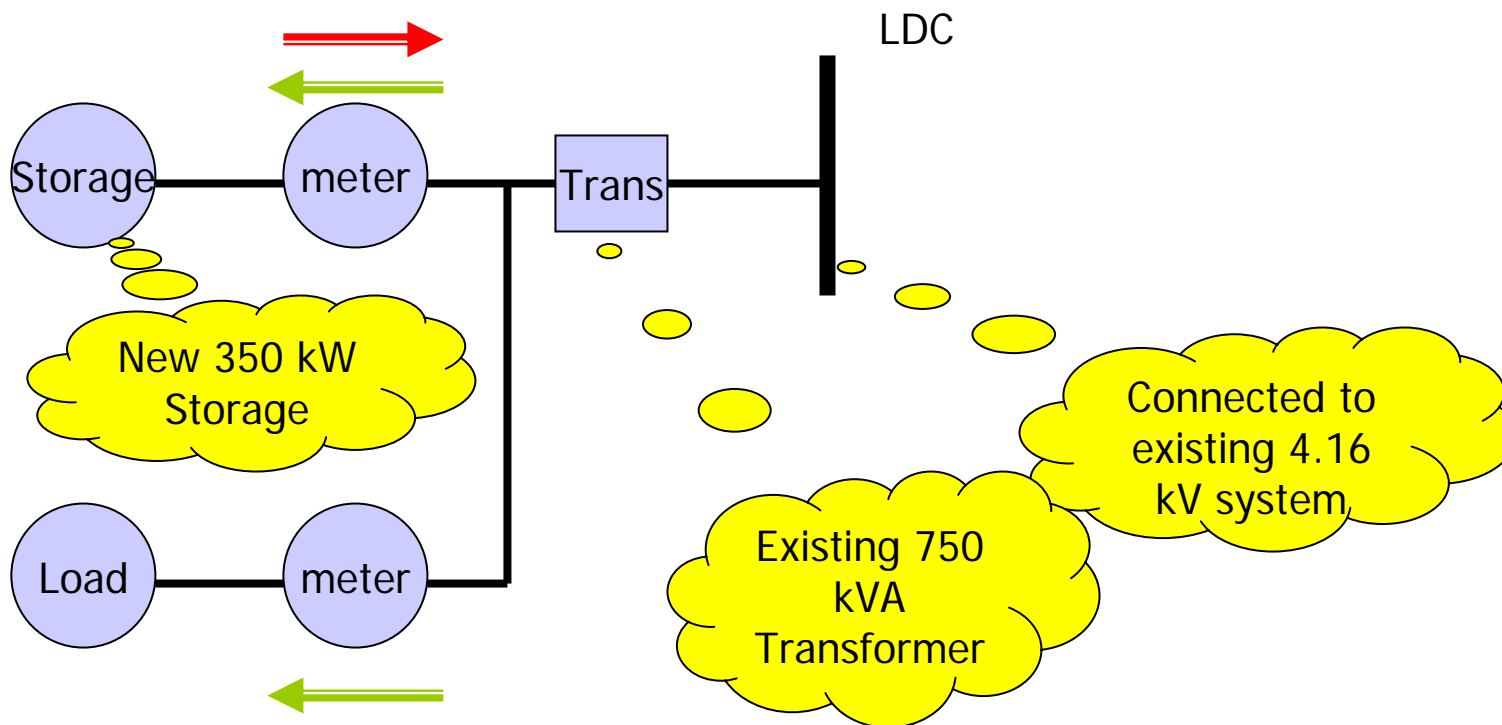 LDC
Storage
meter
Trans
New 350 kW
Storage
Connected to
existing 4.16
kV system
Existing 750
kVA
Transformer
Load
meter